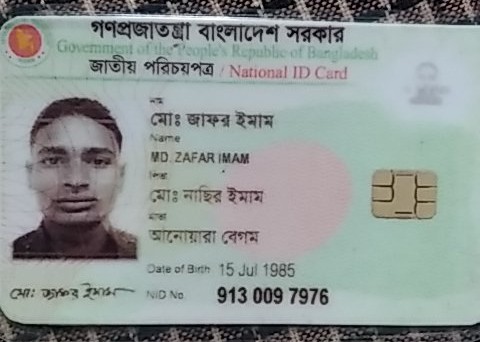 গণপ্রজাতন্ত্রী বাংলাদেশ সরকার
Government of the People's Republic of Bangladesh
জাতীয় পরিচয়পত্র / National ID Card
নাম
মোঃ জাফর ইমাম
Name
MD. ZAFAR IMAM
পিতা
মোঃ নাছির ইমাম
মাতা
আনোয়ারা বেগম
Date of Birth 15 Jul 1985
মোঃ জাফর ইমাম
NID No. 913 009 7976